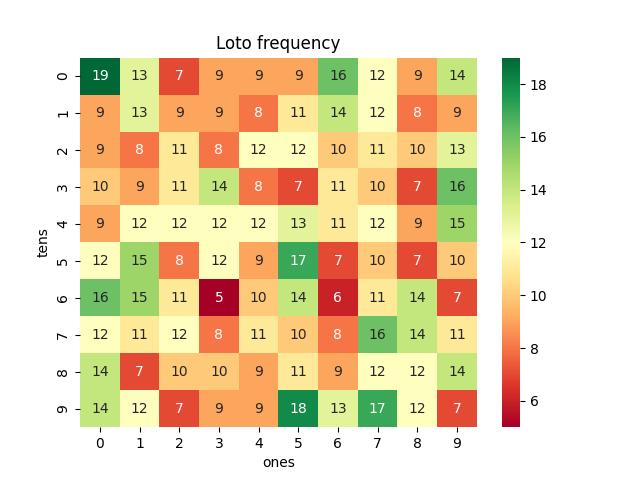 Loto frequency
0 19 13 7 9 9 9 16 12 9 14
1 9 13 9 9 8 11 14 12 8 9
2 9 8 11 8 12 12 10 11 10 13
3 10 9 11 14 8 7 11 10 7 16
4 9 12 12 12 12 13 11 12 9 15
5 12 15 8 12 9 17 7 10 7 10
6 16 15 11 5 10 14 6 11 14 7
7 12 11 12 8 11 10 8 16 14 11
8 14 7 10 10 9 11 9 12 12 14
9 14 12 7 9 9 18 13 17 12 7
0 1 2 3 4 5 6 7 8 9
ones
tens
18
16
14
12
10
8
6